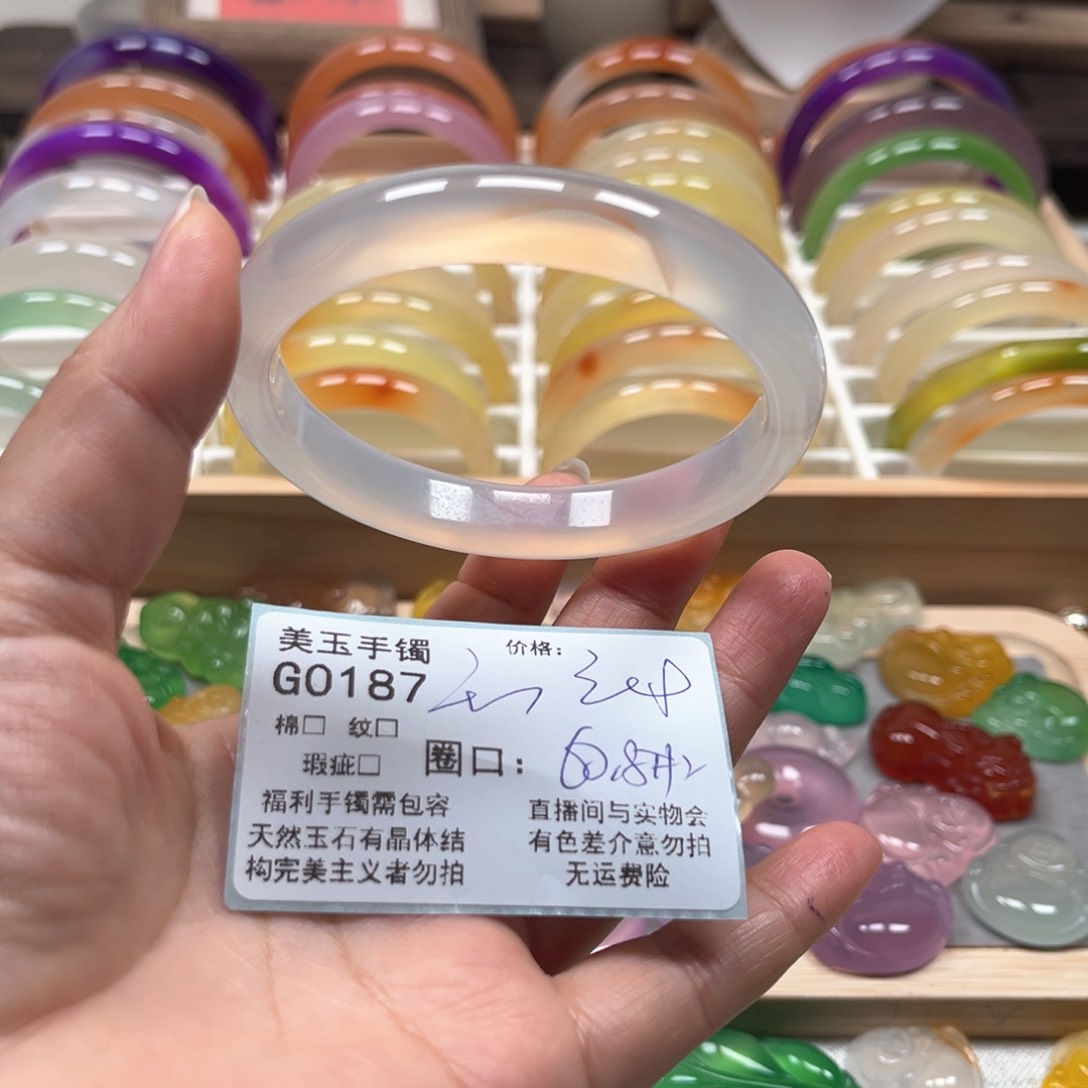 美玉手镯 价格:
G0187
棉□ 纹□
瑕疵□ 圈口: 60.8
福利手镯需包容
天然玉石有晶体结
构完美主义者勿拍
直播间与实物会
有色差介意勿拍
无运费险